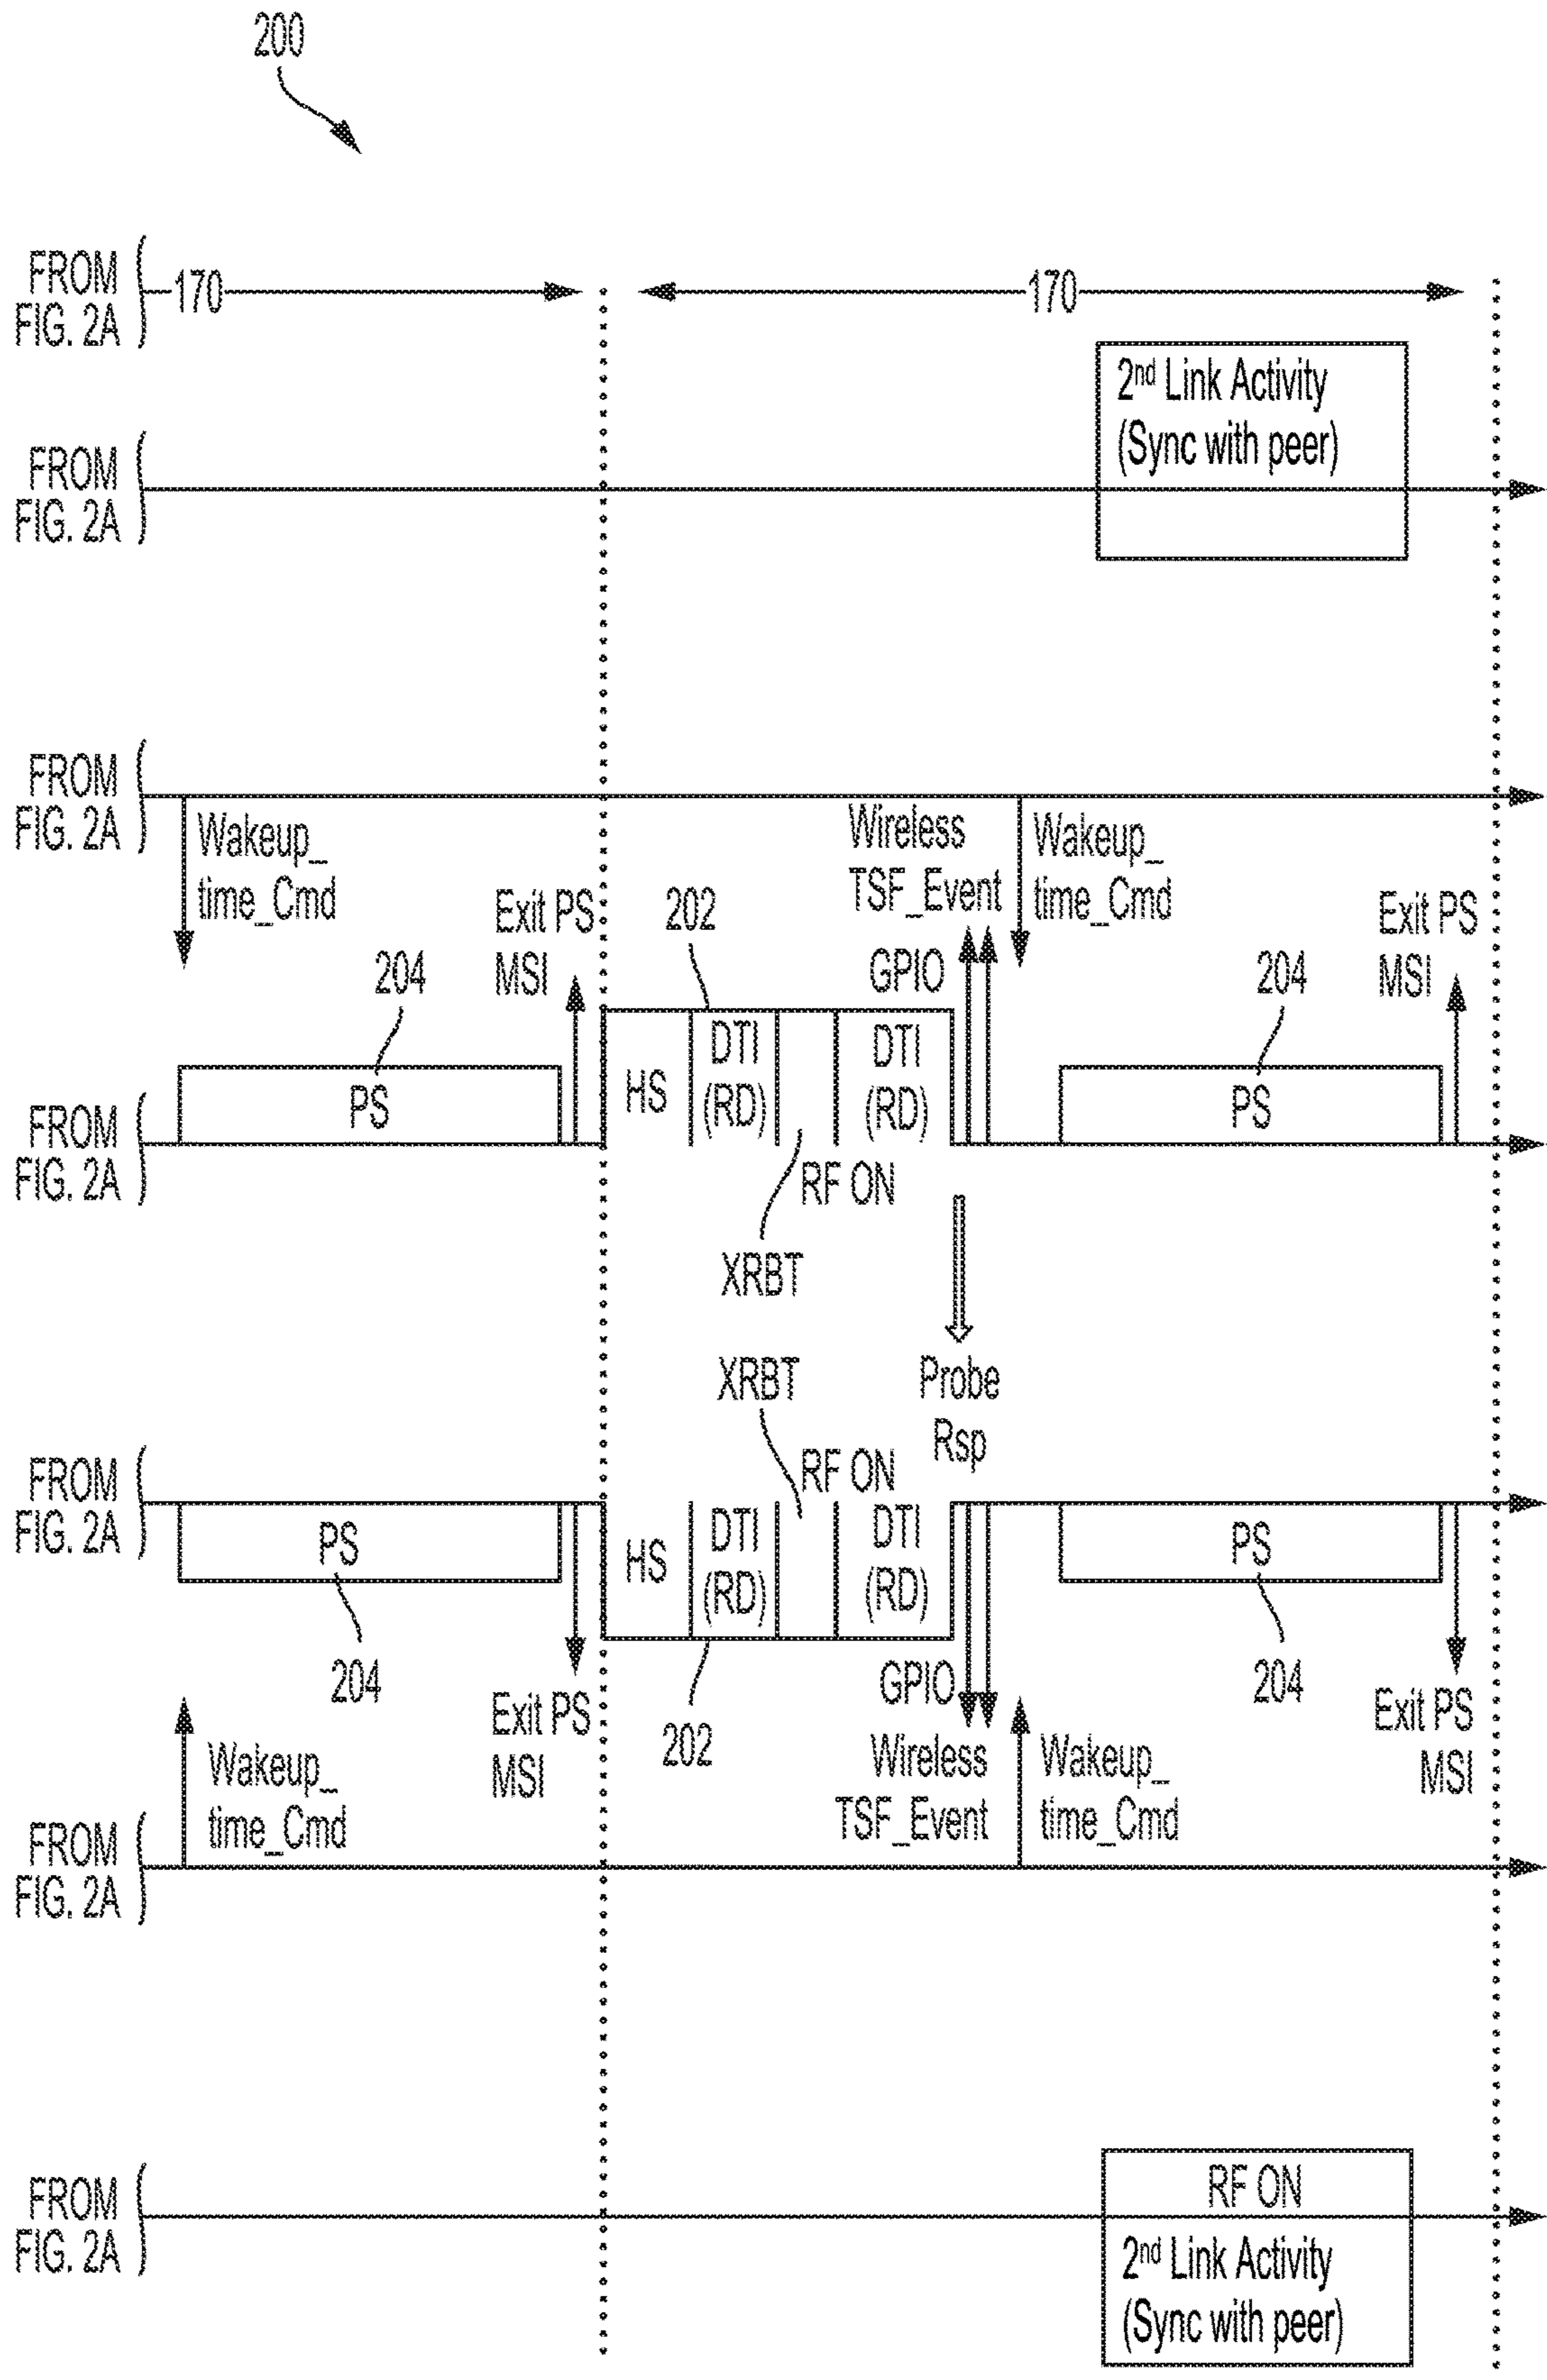 200
FROM
FIG. 2A
170
170
2nd Link Activity
(Sync with peer)
FROM
FIG. 2A
FROM
FIG. 2A
Wakeup_
time_Cmd
Exit PS
MSI
202
Wireless
TSF_Event
GPIO
Wakeup_
time_Cmd
Exit PS
MSI
204
204
FROM
FIG. 2A
PS
HS
DTI
(RD)
DTI
(RD)
PS
RF ON
XRBT
XRBT
Probe
Rsp
RF ON
FROM
FIG. 2A
PS
HS
DTI
(RD)
DTI
(RD)
PS
204
Exit PS
MSI
202
GPIO
Wireless
TSF_Event
204
Exit PS
MSI
Wakeup_
time_Cmd
Wakeup_
time_Cmd
FROM
FIG. 2A
FROM
FIG. 2A
RF ON
2nd Link Activity
(Sync with peer)